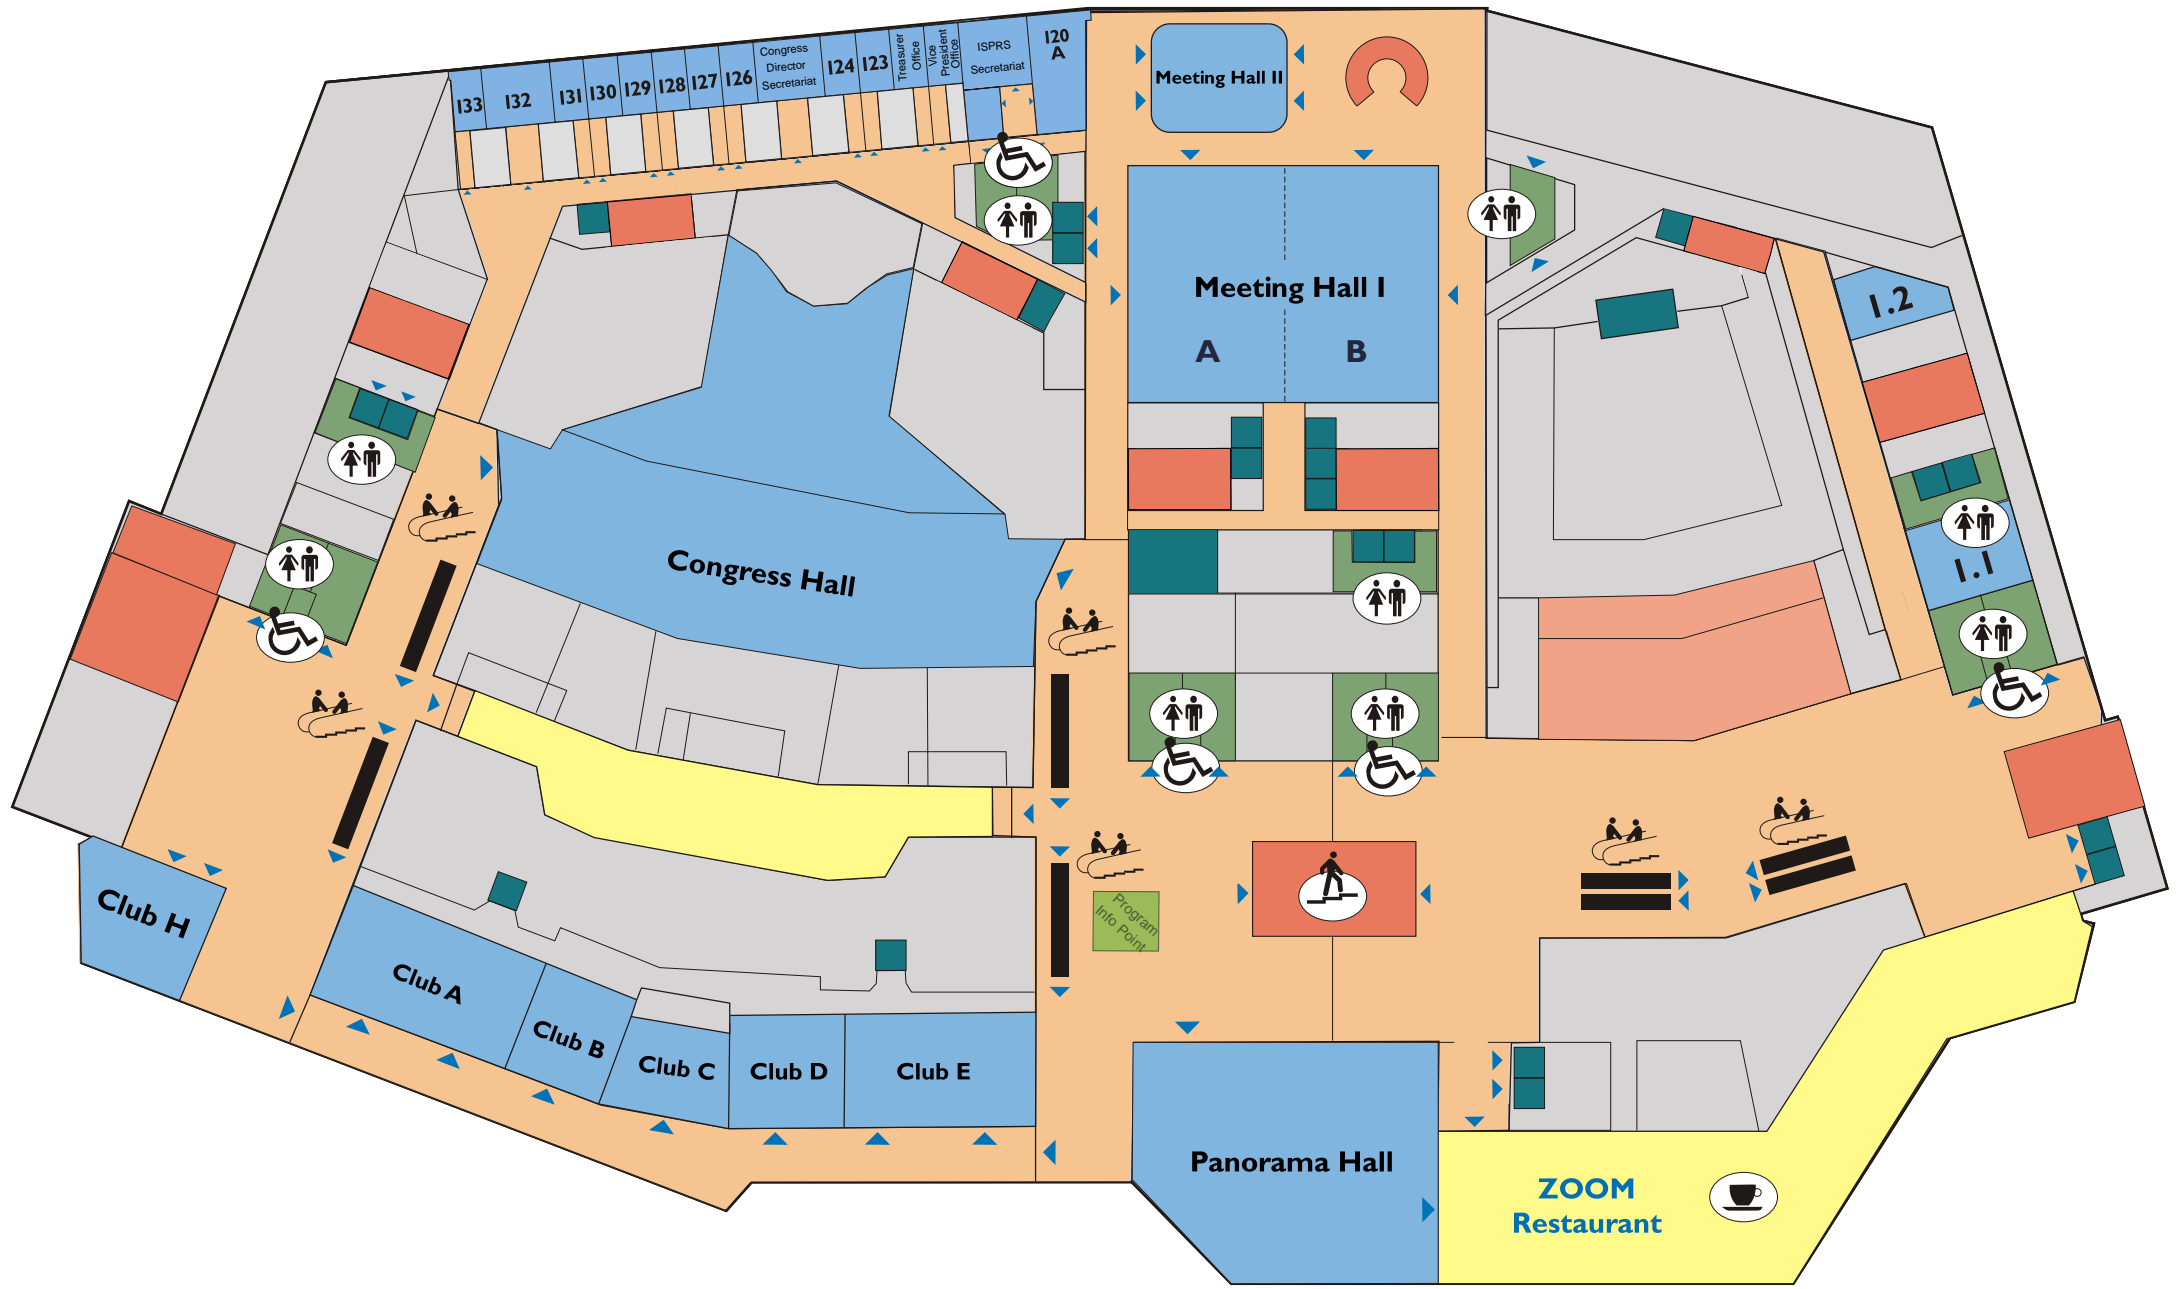 133
132
131
130
129
128
127
126
Congress
Director
Secretariat
124
123
Treasurer
Office
Vice
President
Office
ISPRS
Secretariat
120
A
Meeting Hall II
Meeting Hall I
A
B
1.2
1.1
Congress Hall
Club H
Club A
Club B
Club C
Club D
Club E
Program
Info Point
Panorama Hall
ZOOM
Restaurant